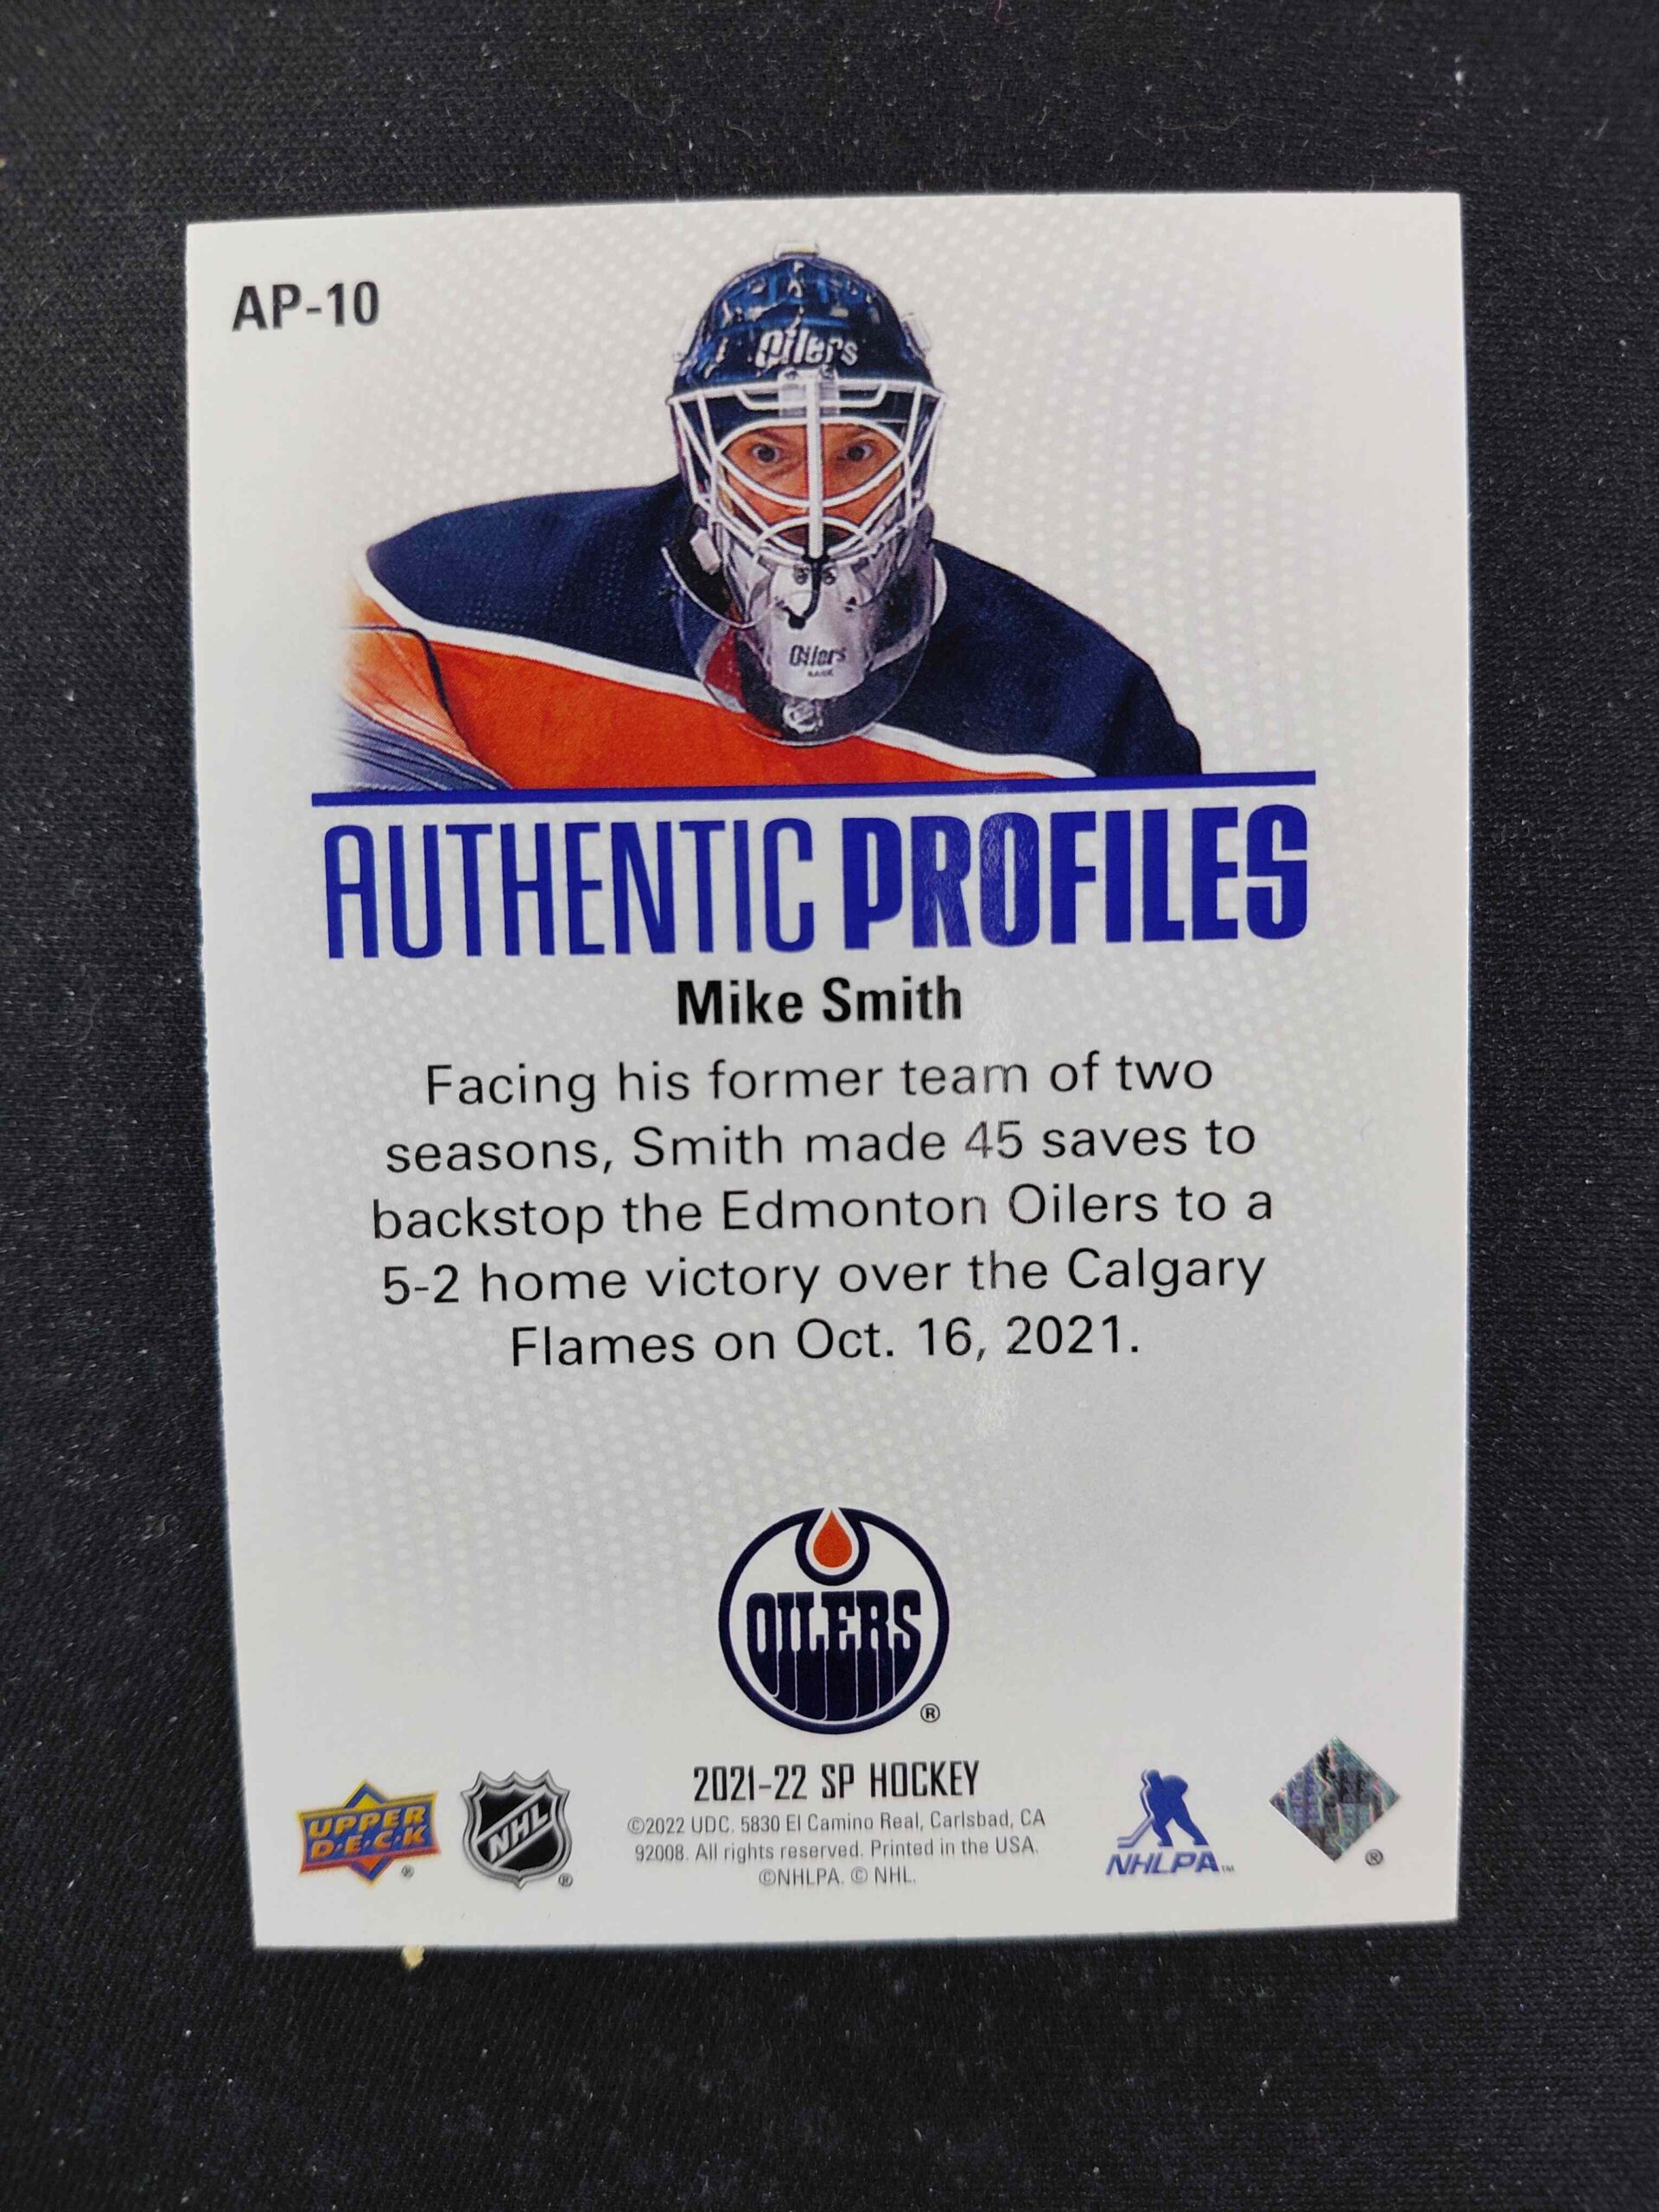 AP-10
Oilers
Oilers
AUTHENTIC PROFILES
Mike Smith
Facing his former team of two
seasons, Smith made 45 saves to
backstop the Edmonton Oilers to a
5-2 home victory over the Calgary
Flames on Oct. 16, 2021.
OILERS
®
2021-22 SP HOCKEY
©2022 UDC. 5830 El Camino Real, Carlsbad, CA
92008. All rights reserved. Printed in the USA.
©NHLPA. © NHL.
UPPER
D·E·C·K
®
NHL
®
NHLPA™
®